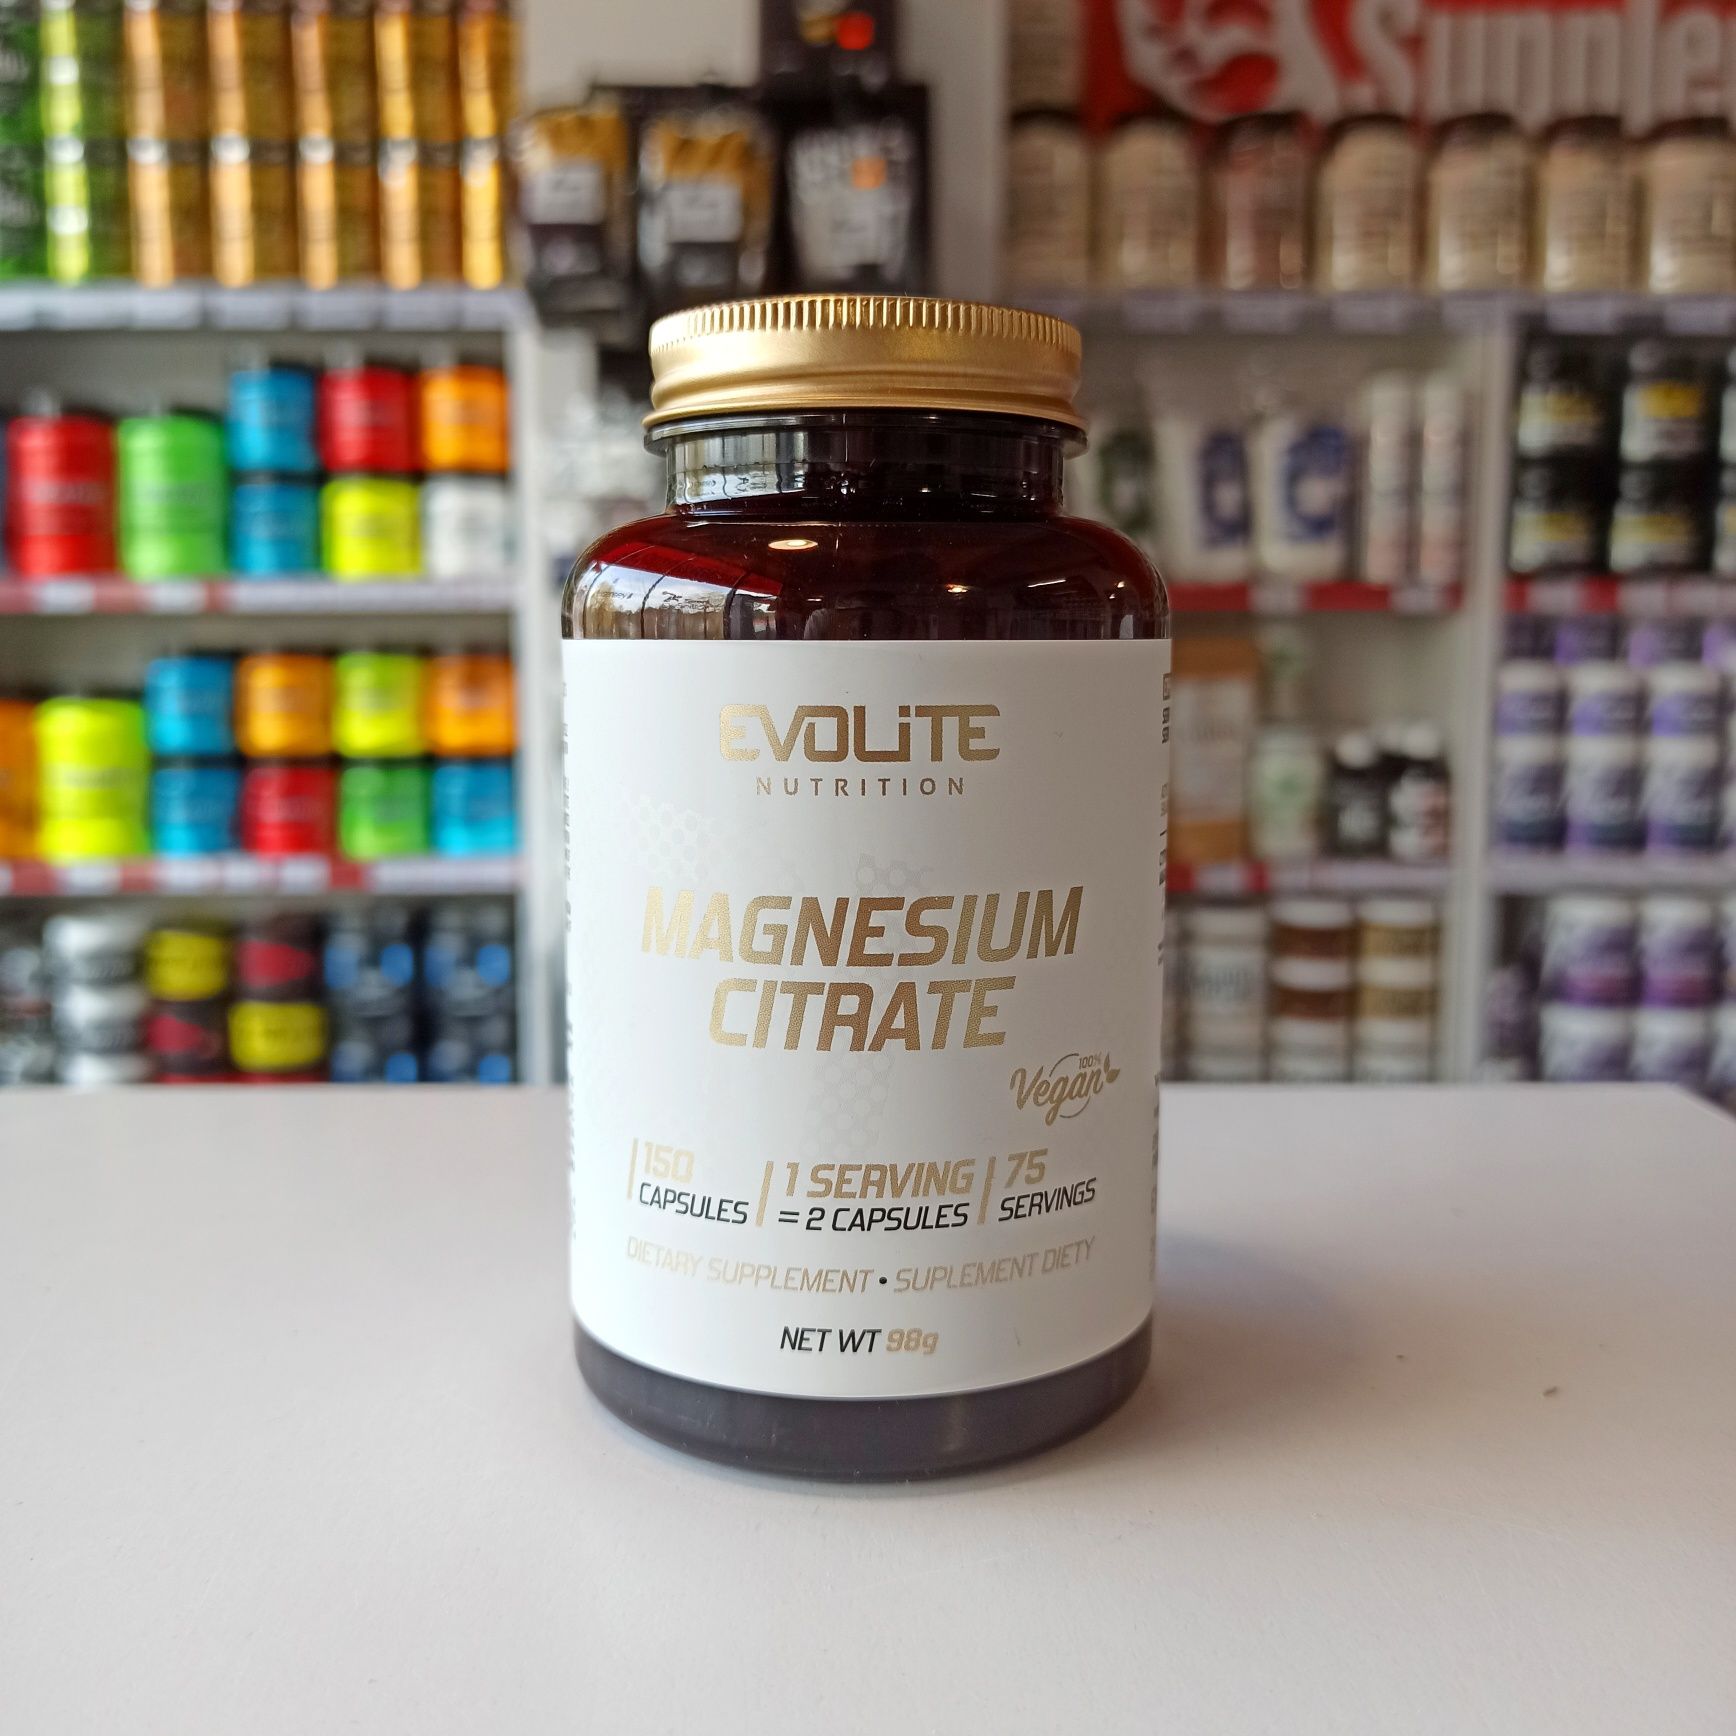 Supple
EVOLiTE
NUTRITION
MAGNESIUM
CITRATE
100%
Vegan
150
CAPSULES
1 SERVING
= 2 CAPSULES
75
SERVINGS
DIETARY SUPPLEMENT • SUPLEMENT DIETY
NET WT 98g